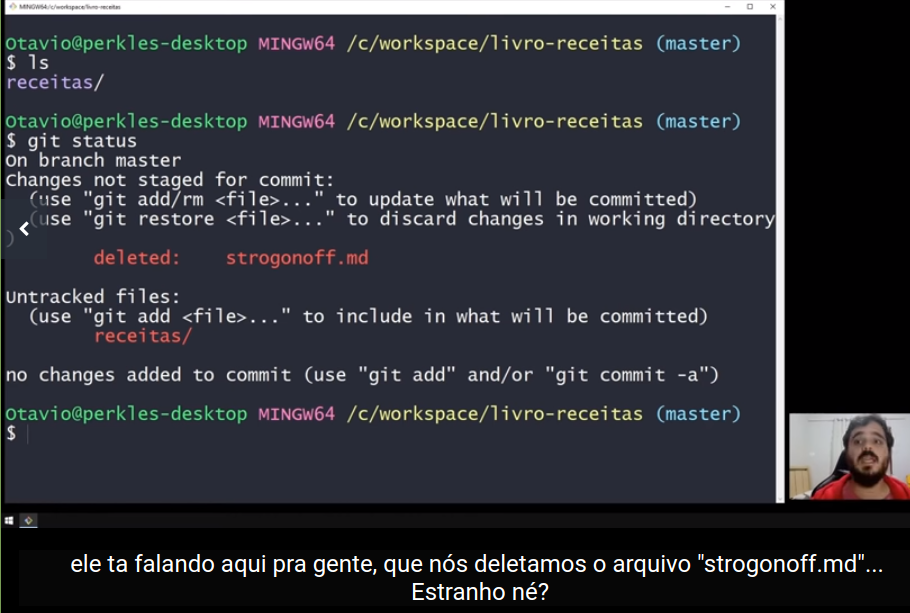 MINGW64:/c/workspace/livro-receitas
Otavio@perkles-desktop MINGW64 /c/workspace/livro-receitas (master)
$ ls
receitas/
Otavio@perkles-desktop MINGW64 /c/workspace/livro-receitas (master)
$ git status
On branch master
Changes not staged for commit:
(use "git add/rm <file>..." to update what will be committed)
(use "git restore <file>..." to discard changes in working directory
)
deleted: strogonoff.md
Untracked files:
(use "git add <file>..." to include in what will be committed)
receitas/
no changes added to commit (use "git add" and/or "git commit -a")
Otavio@perkles-desktop MINGW64 /c/workspace/livro-receitas (master)
$
ele ta falando aqui pra gente, que nós deletamos o arquivo "strogonoff.md"...
Estranho né?